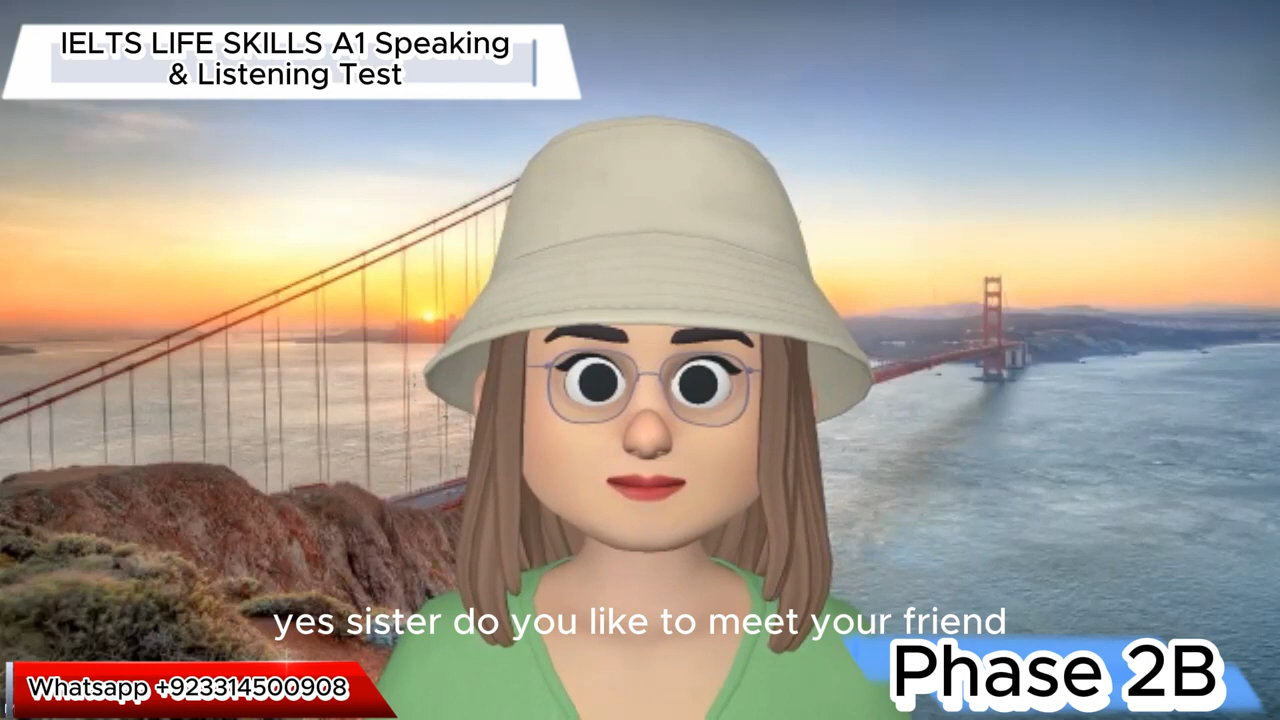 IELTS LIFE SKILLS A1 Speaking
& Listening Test
yes sister do you like to meet your friend
Phase 2B
Whatsapp +923314500908